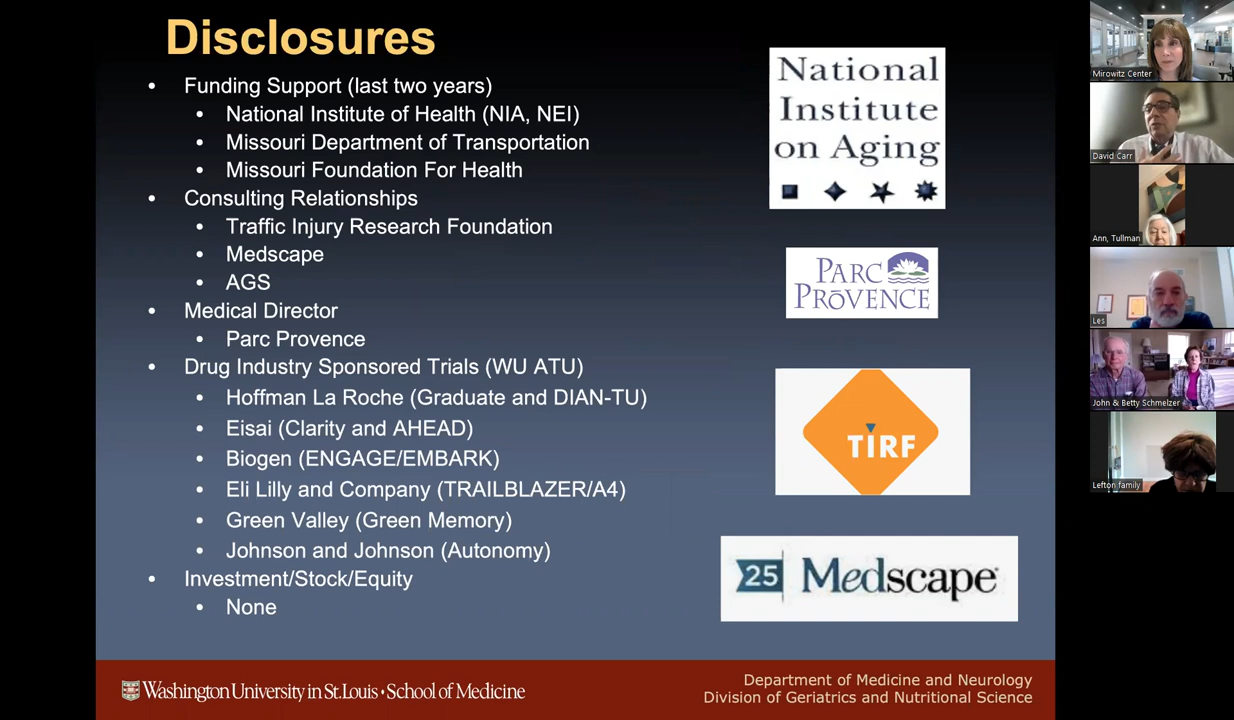 Disclosures
• Funding Support (last two years)
• National Institute of Health (NIA, NEI)
• Missouri Department of Transportation
• Missouri Foundation For Health
• Consulting Relationships
• Traffic Injury Research Foundation
• Medscape
• AGS
• Medical Director
• Parc Provence
• Drug Industry Sponsored Trials (WU ATU)
• Hoffman La Roche (Graduate and DIAN-TU)
• Eisai (Clarity and AHEAD)
• Biogen (ENGAGE/EMBARK)
• Eli Lilly and Company (TRAILBLAZER/A4)
• Green Valley (Green Memory)
• Johnson and Johnson (Autonomy)
• Investment/Stock/Equity
• None
National
Institute
on Aging
PARC
PRŌVENCE
TIRF
25 Medscape
Washington University in St. Louis • School of Medicine
Department of Medicine and Neurology
Division of Geriatrics and Nutritional Science
Mirowitz Center
David Carr
Ann, Tullman
Les
John & Betty Schmelzer
Lefton family